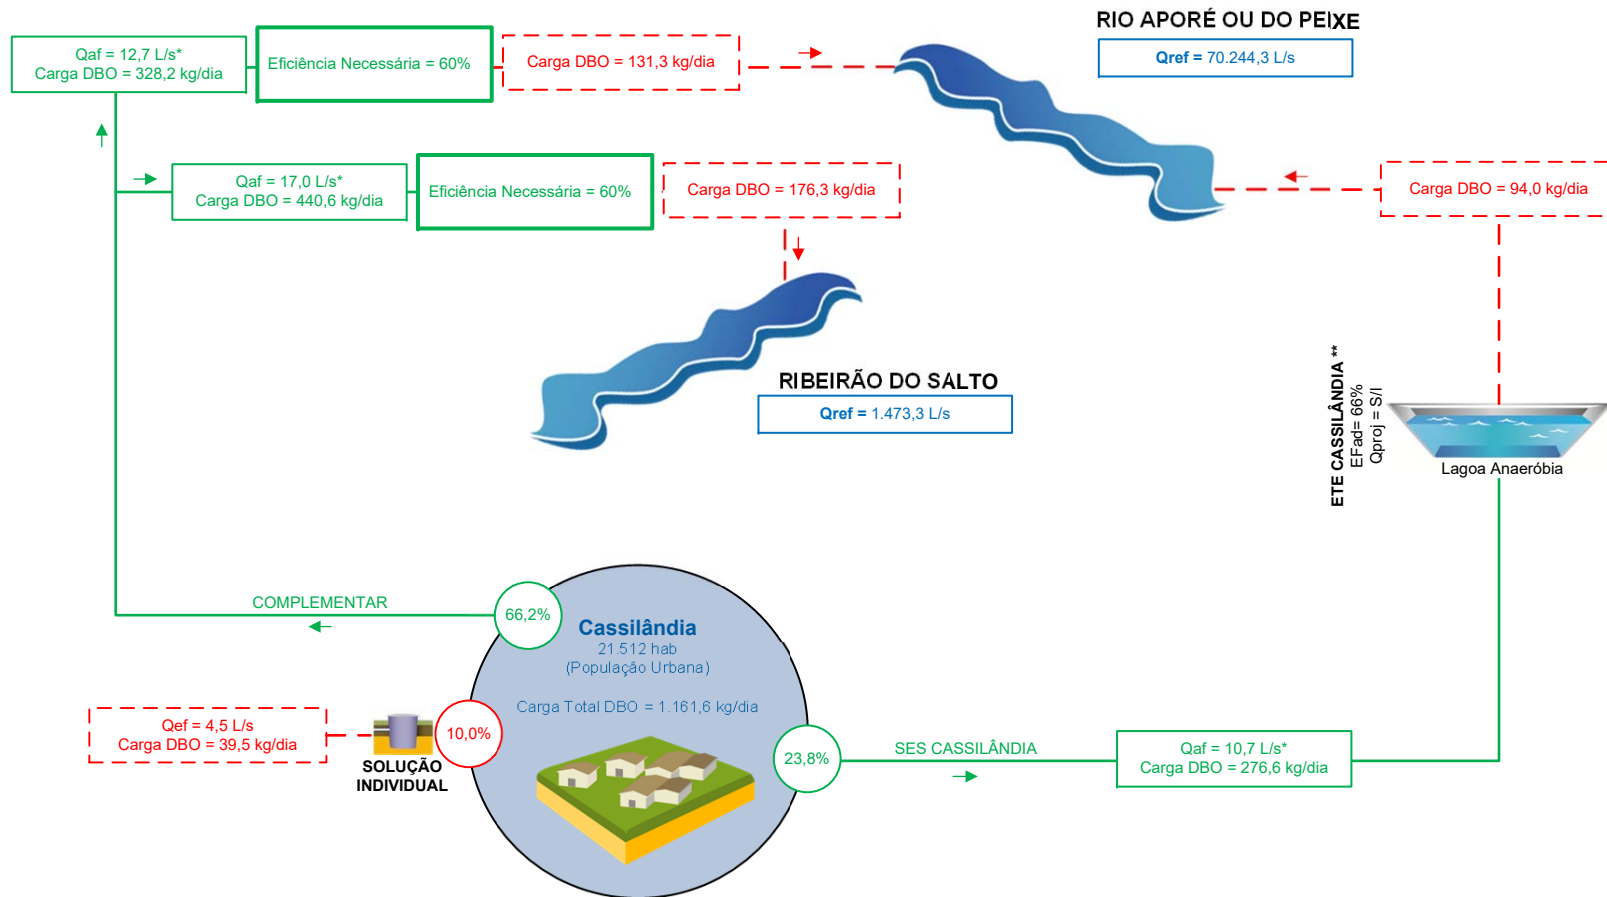 RIO APORÉ OU DO PEIXE
Qref = 70.244,3 L/s
Qaf = 12,7 L/s*
Carga DBO = 328,2 kg/dia
Eficiência Necessária = 60%
Carga DBO = 131,3 kg/dia
Qaf = 17,0 L/s*
Carga DBO = 440,6 kg/dia
Eficiência Necessária = 60%
Carga DBO = 176,3 kg/dia
Carga DBO = 94,0 kg/dia
RIBEIRÃO DO SALTO
Qref = 1.473,3 L/s
ETE CASSILÂNDIA **
EFad= 66%
Qproj = S/I
Lagoa Anaeróbia
COMPLEMENTAR
66,2%
Cassilândia
21.512 hab
(População Urbana)
Carga Total DBO = 1.161,6 kg/dia
Qef = 4,5 L/s
Carga DBO = 39,5 kg/dia
SOLUÇÃO
INDIVIDUAL
10,0%
23,8%
SES CASSILÂNDIA
Qaf = 10,7 L/s*
Carga DBO = 276,6 kg/dia